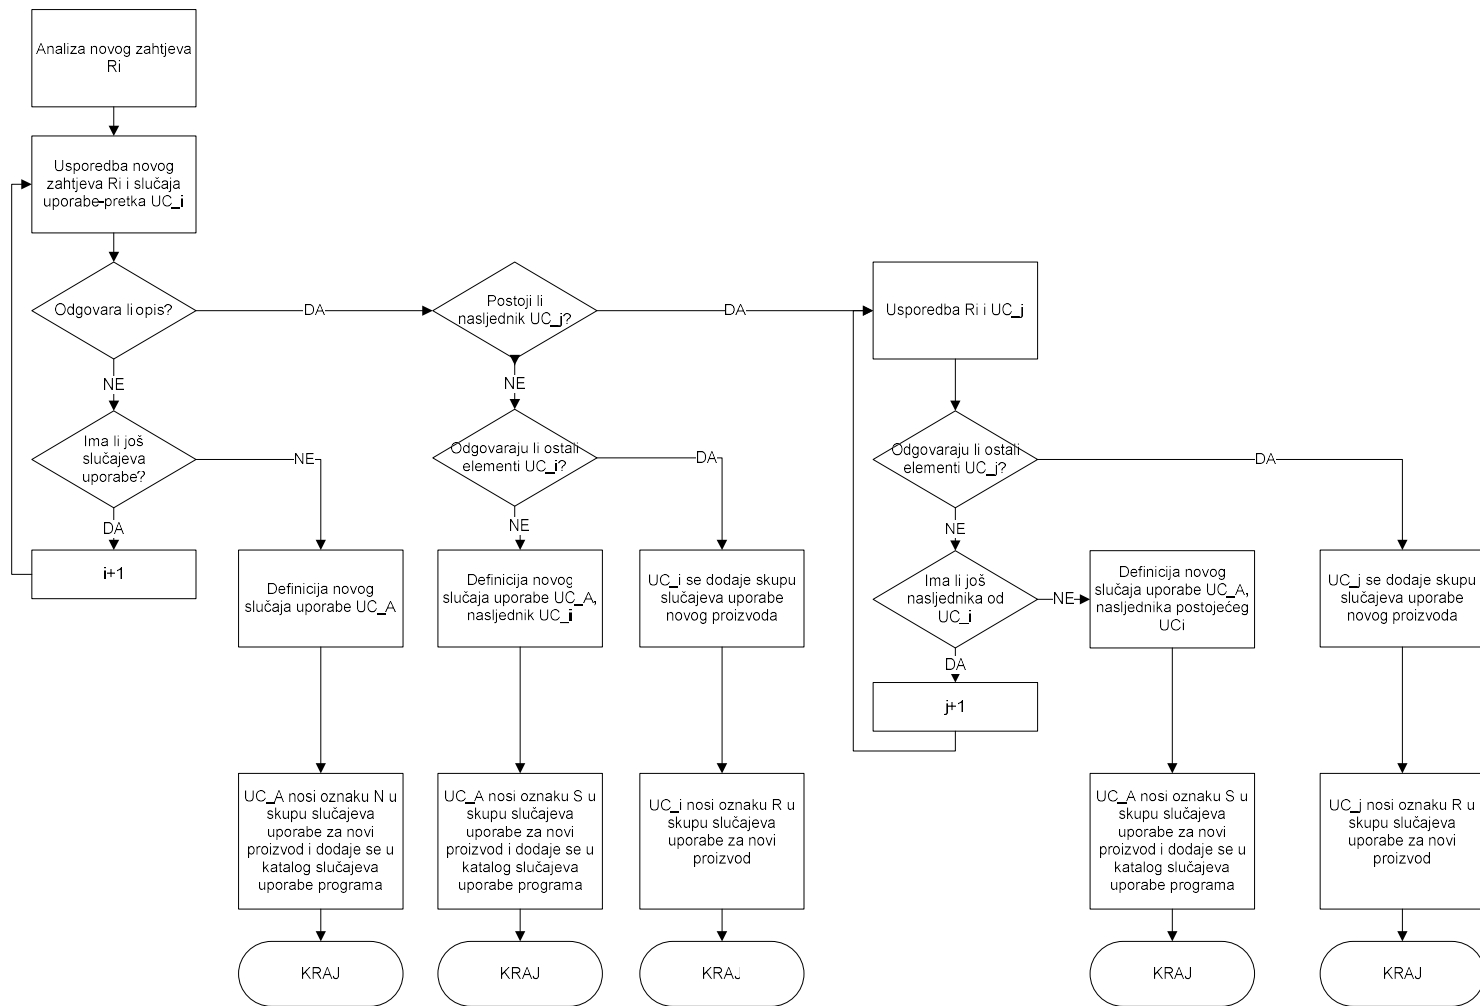 Analiza novog zahtjeva
Ri
Usporedba novog
zahtjeva Ri i slučaja
uporabe-pretka UC_i
Odgovara li opis?
DA
Postoji li
nasljednik UC_j?
DA
Usporedba Ri i UC_j
NE
NE
Ima li još
slučajeva
uporabe?
NE
Odgovaraju li ostali
elementi UC_i?
DA
Odgovaraju li ostali
elementi UC_j?
DA
DA
NE
NE
i+1
Definicija novog
slučaja uporabe UC_A
Definicija novog
slučaja uporabe UC_A,
nasljednik UC_i
UC_i se dodaje skupu
slučajeva uporabe
novog proizvoda
Ima li još
nasljednika od
UC_i
NE
Definicija novog
slučaja uporabe UC_A,
nasljednika postojećeg
UCi
UC_j se dodaje skupu
slučajeva uporabe
novog proizvoda
DA
j+1
UC_A nosi oznaku N u
skupu slučajeva
uporabe za novi
proizvod i dodaje se u
katalog slučajeva
uporabe programa
UC_A nosi oznaku S u
skupu slučajeva
uporabe za novi
proizvod i dodaje se u
katalog slučajeva
uporabe programa
UC_i nosi oznaku R u
skupu slučajeva
uporabe za novi
proizvod
UC_A nosi oznaku S u
skupu slučajeva
uporabe za novi
proizvod i dodaje se u
katalog slučajeva
uporabe programa
UC_j nosi oznaku R u
skupu slučajeva
uporabe za novi
proizvod
KRAJ
KRAJ
KRAJ
KRAJ
KRAJ